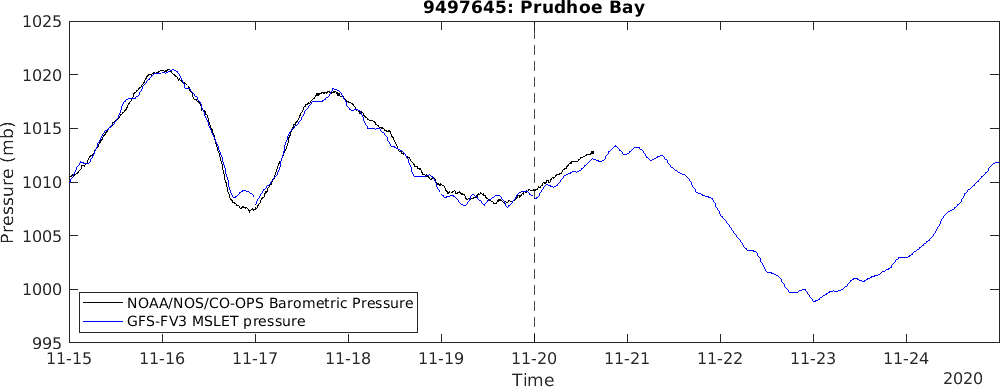 9497645: Prudhoe Bay
1025
1020
1015
1010
1005
1000
995
Pressure (mb)
NOAA/NOS/CO-OPS Barometric Pressure
GFS-FV3 MSLET pressure
11-15 11-16 11-17 11-18 11-19 11-20 11-21 11-22 11-23 11-24
Time
2020